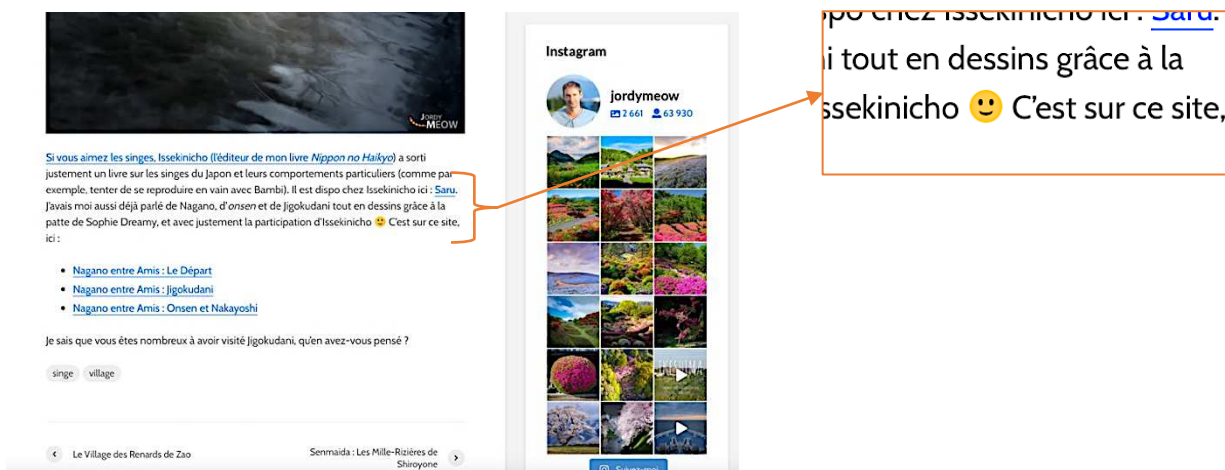 JORDY
MEOW
Si vous aimez les singes, Issekinicho (l'éditeur de mon livre Nippon no Haikyo) a sorti
justement un livre sur les singes du Japon et leurs comportements particuliers (comme par
exemple, tenter de se reproduire en vain avec Bambi). Il est dispo chez Issekinicho ici : Saru.
J'avais moi aussi déjà parlé de Nagano, d'onsen et de Jigokudani tout en dessins grâce à la
patte de Sophie Dreamy, et avec justement la participation d'Issekinicho 🙂 C'est sur ce site,
ici :
• Nagano entre Amis : Le Départ
• Nagano entre Amis : Jigokudani
• Nagano entre Amis : Onsen et Nakayoshi
Je sais que vous êtes nombreux à avoir visité Jigokudani, qu'en avez-vous pensé ?
singe village
Le Village des Renards de Zao
Senmaida : Les Mille-Rizières de
Shiroyone
Instagram
jordymeow
2 661 63 930
Suivez-moi
spo chez Issekinicho ici : Saru.
i tout en dessins grâce à la
ssekinicho 🙂 C'est sur ce site,